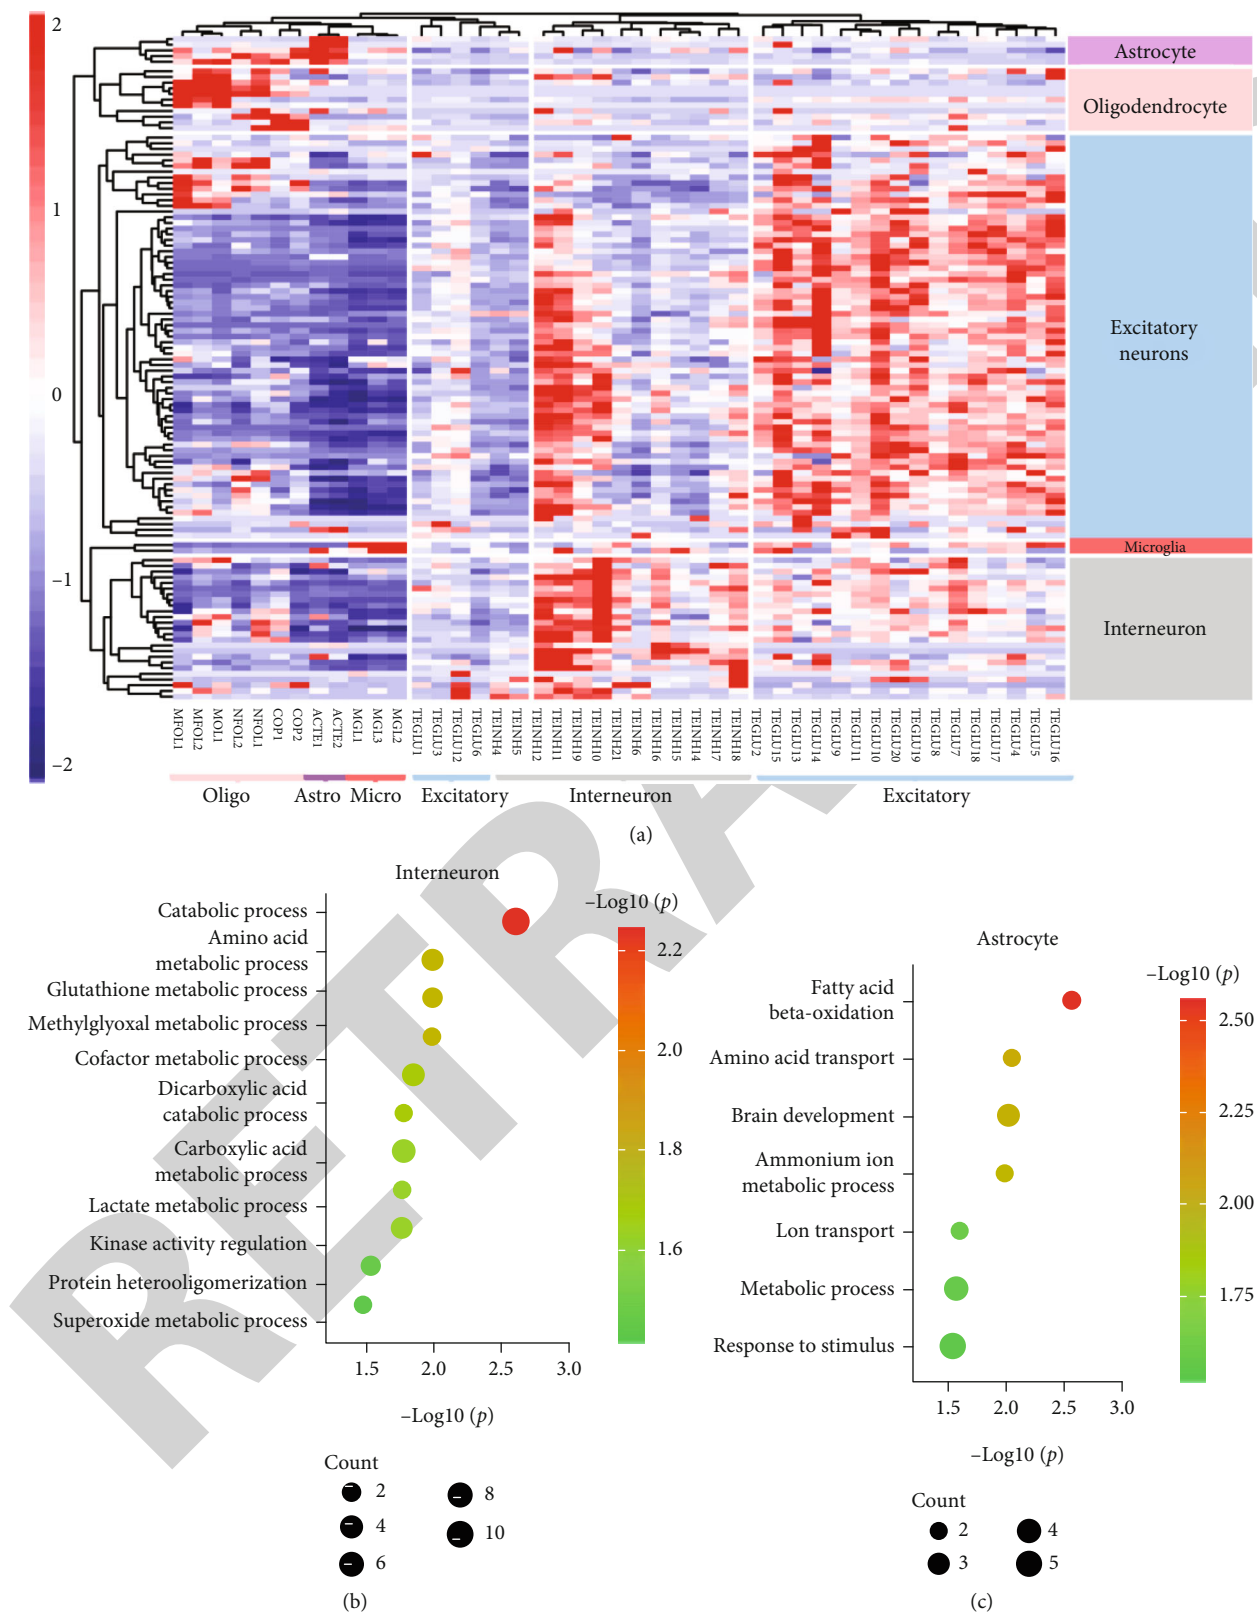 2
1
0
–1
–2
Astrocyte
Oligodendrocyte
Excitatory
neurons
Microglia
Interneuron
MFOL1
MFOL2
MOL1
NFOL2
NFOL1
COP1
COP2
ACTE1
ACTE2
MGL1
MGL3
MGL2
TEGLU1
TEGLU3
TEGLU12
TEGLU6
TEINH4
TEINH5
TEINH12
TEINH11
TEINH19
TEINH10
TEINH21
TEINH6
TEINH16
TEINH15
TEINH14
TEINH17
TEINH18
TEGLU2
TEGLU15
TEGLU13
TEGLU14
TEGLU9
TEGLU11
TEGLU10
TEGLU20
TEGLU19
TEGLU8
TEGLU7
TEGLU18
TEGLU17
TEGLU4
TEGLU5
TEGLU16
Oligo Astro Micro Excitatory Interneuron Excitatory
(a)
Interneuron
Catabolic process
Amino acid
metabolic process
Glutathione metabolic process
Methylglyoxal metabolic process
Cofactor metabolic process
Dicarboxylic acid
catabolic process
Carboxylic acid
metabolic process
Lactate metabolic process
Kinase activity regulation
Protein heterooligomerization
Superoxide metabolic process
1.5 2.0 2.5 3.0
–Log10 (p)
–Log10 (p)
2.2
2.0
1.8
1.6
Count
2 8
4 10
6
(b)
Astrocyte
Fatty acid
beta-oxidation
Amino acid transport
Brain development
Ammonium ion
metabolic process
Lon transport
Metabolic process
Response to stimulus
1.5 2.0 2.5 3.0
–Log10 (p)
–Log10 (p)
2.50
2.25
2.00
1.75
Count
2 4
3 5
(c)